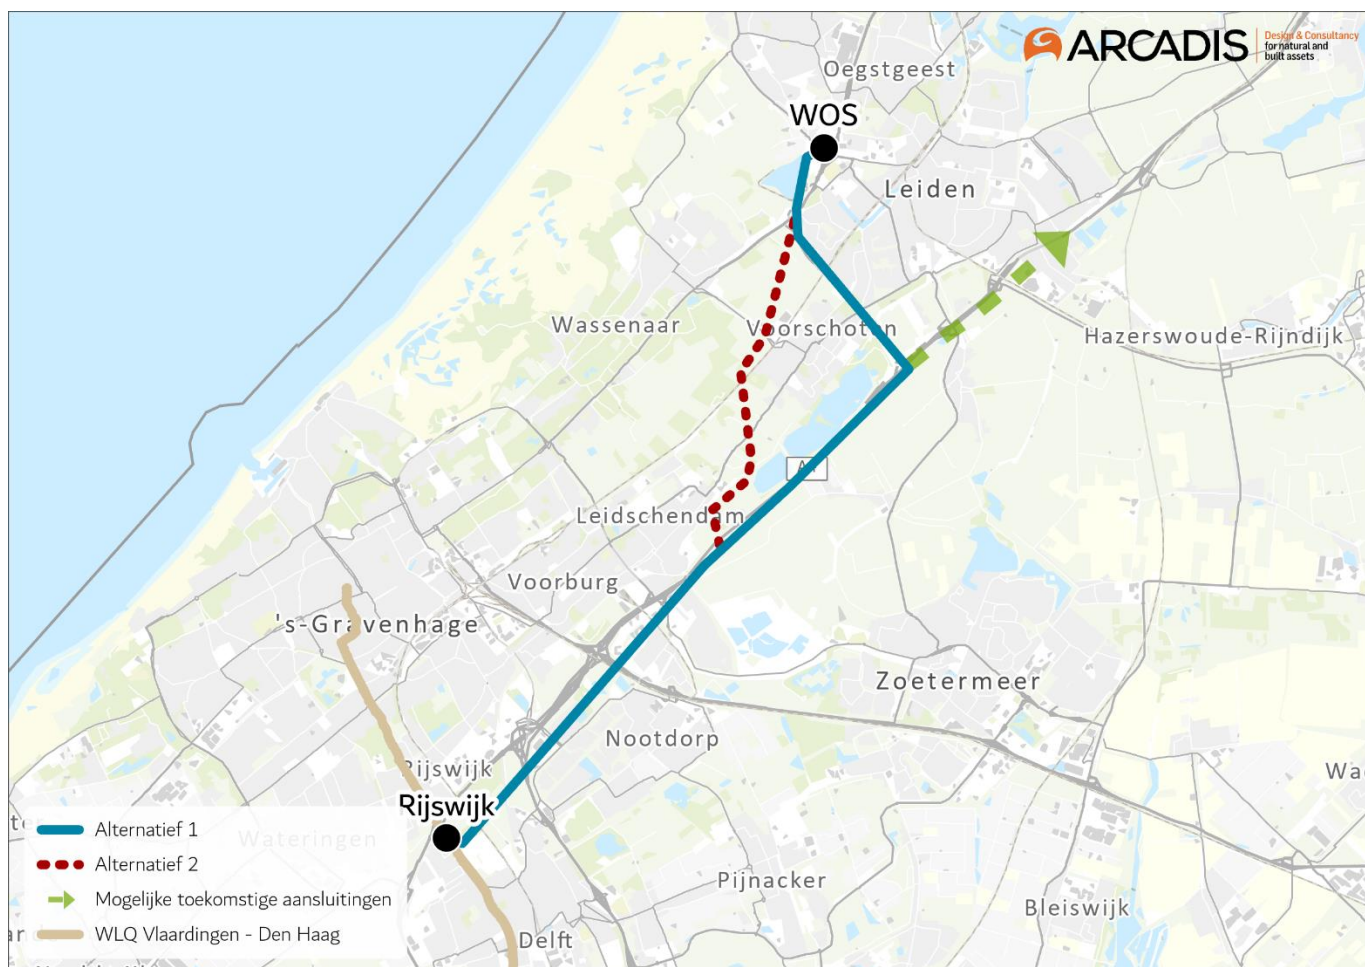 ARCADIS
Design & Consultancy
for natural and
built assets
Oegstgeest
WOS
Leiden
Wassenaar
Voorschoten
Hazerswoude-Rijndijk
Leidschendam
Voorburg
's-Gravenhage
Zoetermeer
Nootdorp
Rijswijk
Rijswijk
Wateringen
Pijnacker
Bleiswijk
Delft
Alternatief 1
Alternatief 2
Mogelijke toekomstige aansluitingen
WLQ Vlaardingen - Den Haag